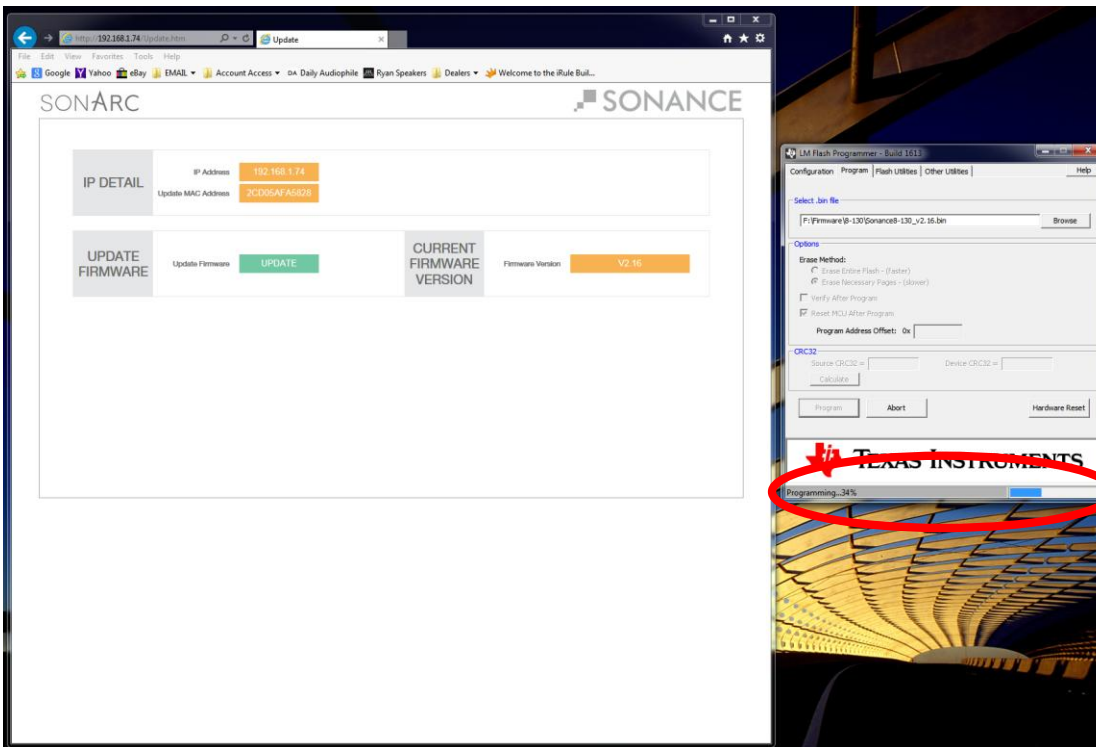 http://192.168.1.74/Update.htm
Update
File Edit View Favorites Tools Help
Google Yahoo eBay EMAIL Account Access DA Daily Audiophile Ryan Speakers Dealers Welcome to the iRule Buil...
SONARC
SONANCE
IP DETAIL
IP Address 192.168.1.74
Update MAC Address 2CD05AFA5828
UPDATE FIRMWARE
Update Firmware UPDATE
CURRENT FIRMWARE VERSION
Firmware Version V2.16
LM Flash Programmer - Build 1613
Configuration Program Flash Utilities Other Utilities Help
Select .bin file
F:\Firmware\8-130\Sonance8-130_v2.16.bin Browse
Options
Erase Method:
Erase Entire Flash - (faster)
Erase Necessary Pages - (slower)
Verify After Program
Reset MCU After Program
Program Address Offset: 0x
CRC32
Source CRC32 = Device CRC32 =
Calculate
Program Abort Hardware Reset
TEXAS INSTRUMENTS
Programming...34%